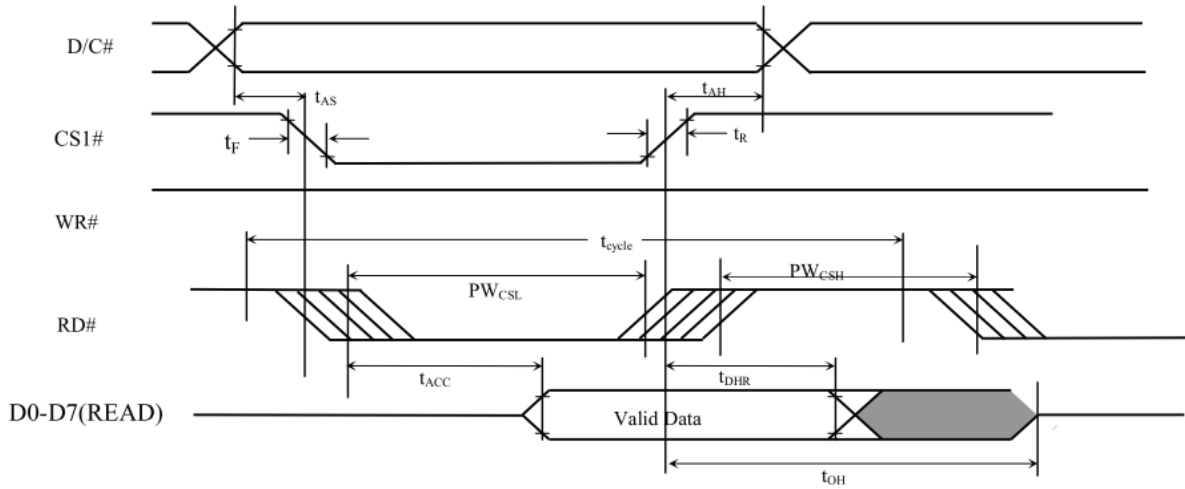 D/C#
tAS
tAH
CS1#
tF
tR
WR#
tcycle
PWCSL
PWCSH
RD#
tACC
tDHR
D0-D7(READ)
Valid Data
tOH